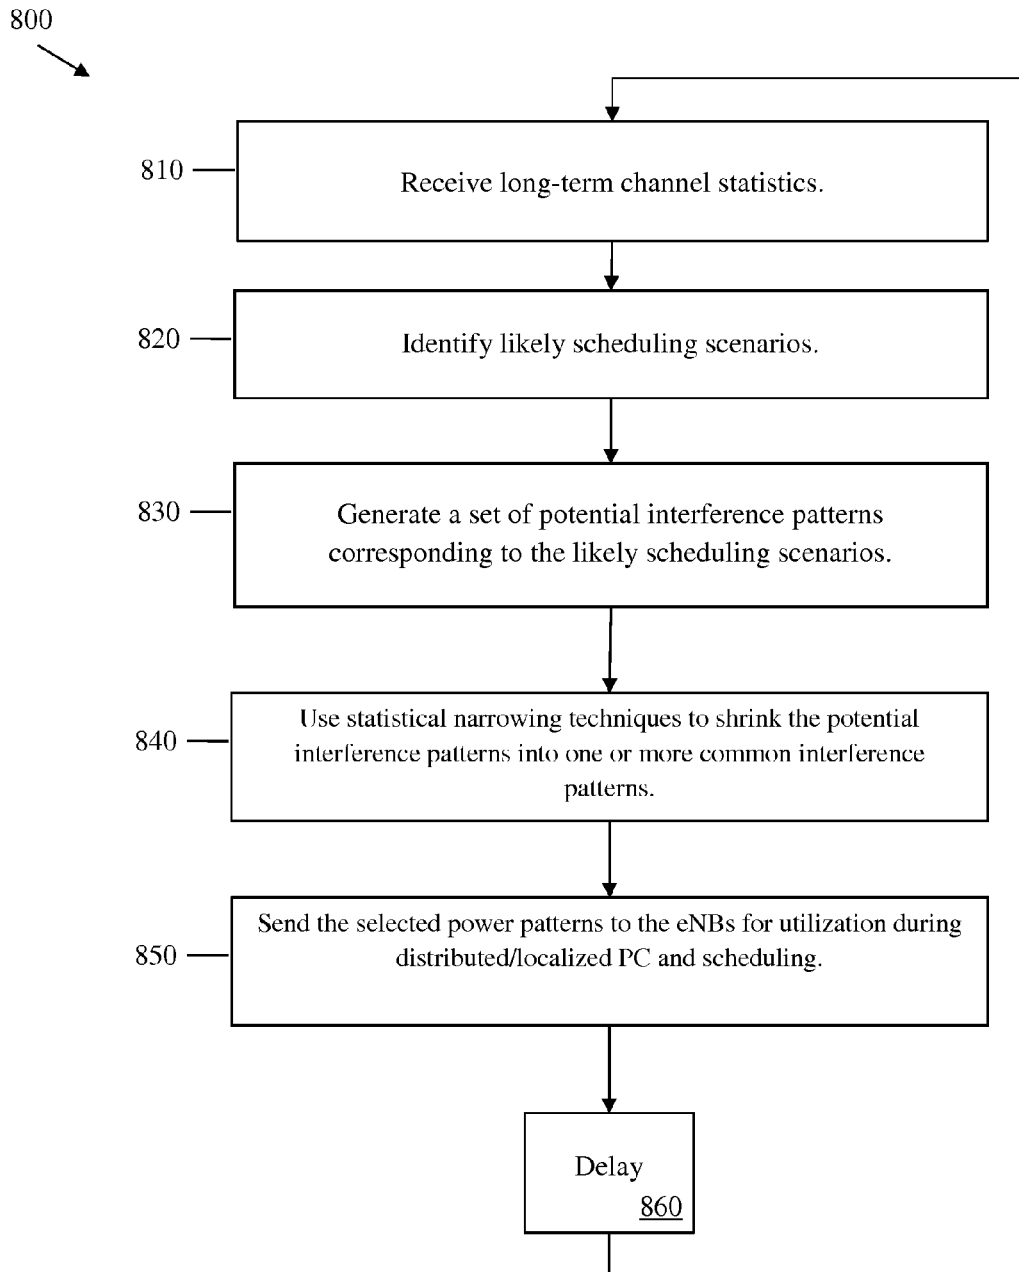 800
810
Receive long-term channel statistics.
820
Identify likely scheduling scenarios.
830
Generate a set of potential interference patterns
corresponding to the likely scheduling scenarios.
840
Use statistical narrowing techniques to shrink the potential
interference patterns into one or more common interference
patterns.
850
Send the selected power patterns to the eNBs for utilization during
distributed/localized PC and scheduling.
Delay
860